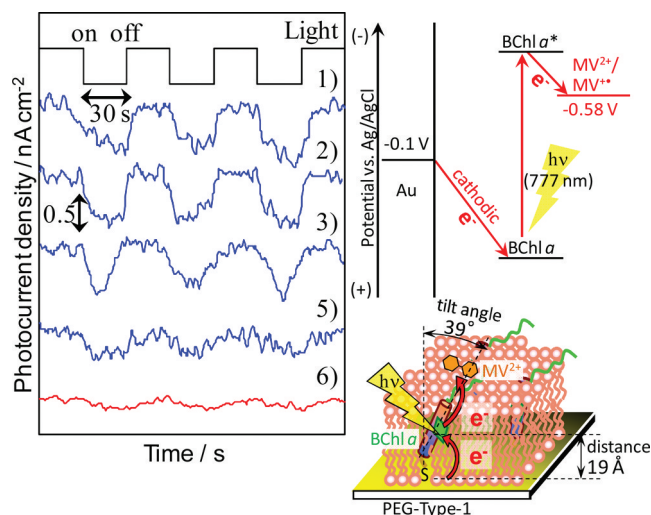 on off Light
1)
30 s
2)
3)
0.5
5)
6)
Photocurrent density / nA cm-2
Time / s
(-)
Potential vs. Ag/AgCl
(+)
-0.1 V
Au
cathodic
e-
BChl a*
e-
MV2+/
MV+•
-0.58 V
hν
(777 nm)
BChl a
tilt angle
39°
MV2+
hν
BChl a
e-
e-
S
distance
19 Å
PEG-Type-1